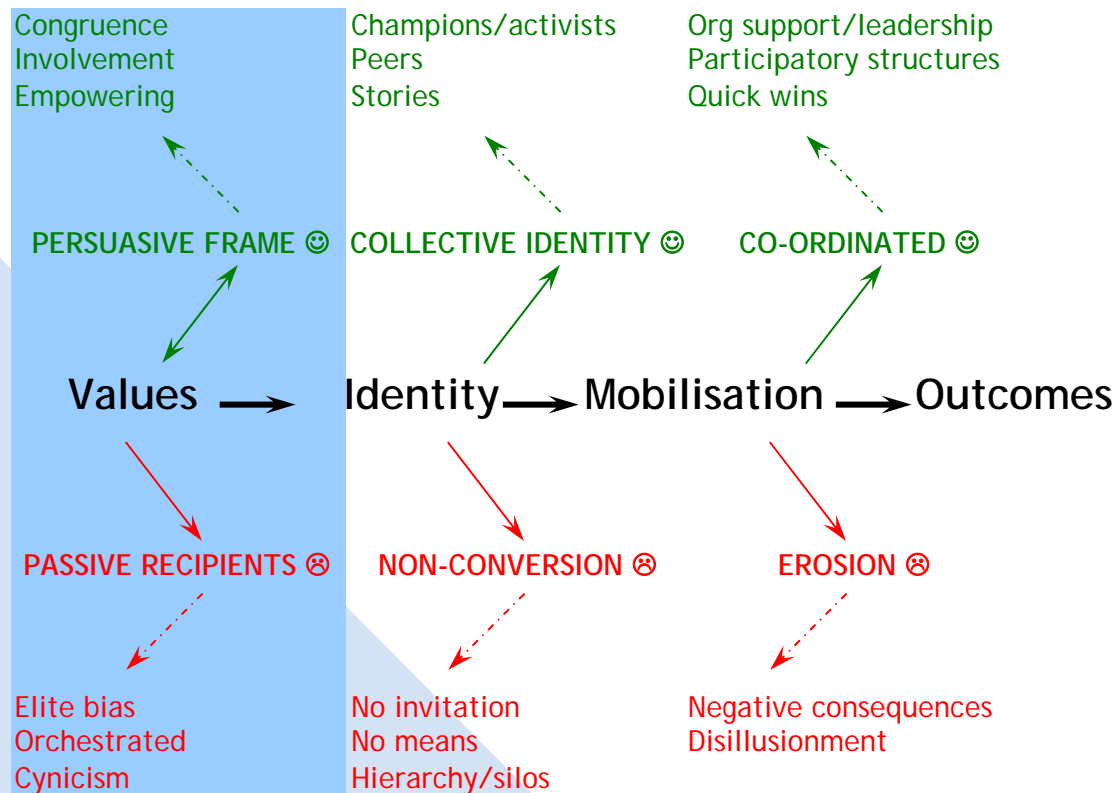 Congruence
Involvement
Empowering
Champions/activists
Peers
Stories
Org support/leadership
Participatory structures
Quick wins
PERSUASIVE FRAME ☺
COLLECTIVE IDENTITY ☺
CO-ORDINATED ☺
Values
Identity
Mobilisation
Outcomes
PASSIVE RECIPIENTS ☹
NON-CONVERSION ☹
EROSION ☹
Elite bias
Orchestrated
Cynicism
No invitation
No means
Hierarchy/silos
Negative consequences
Disillusionment